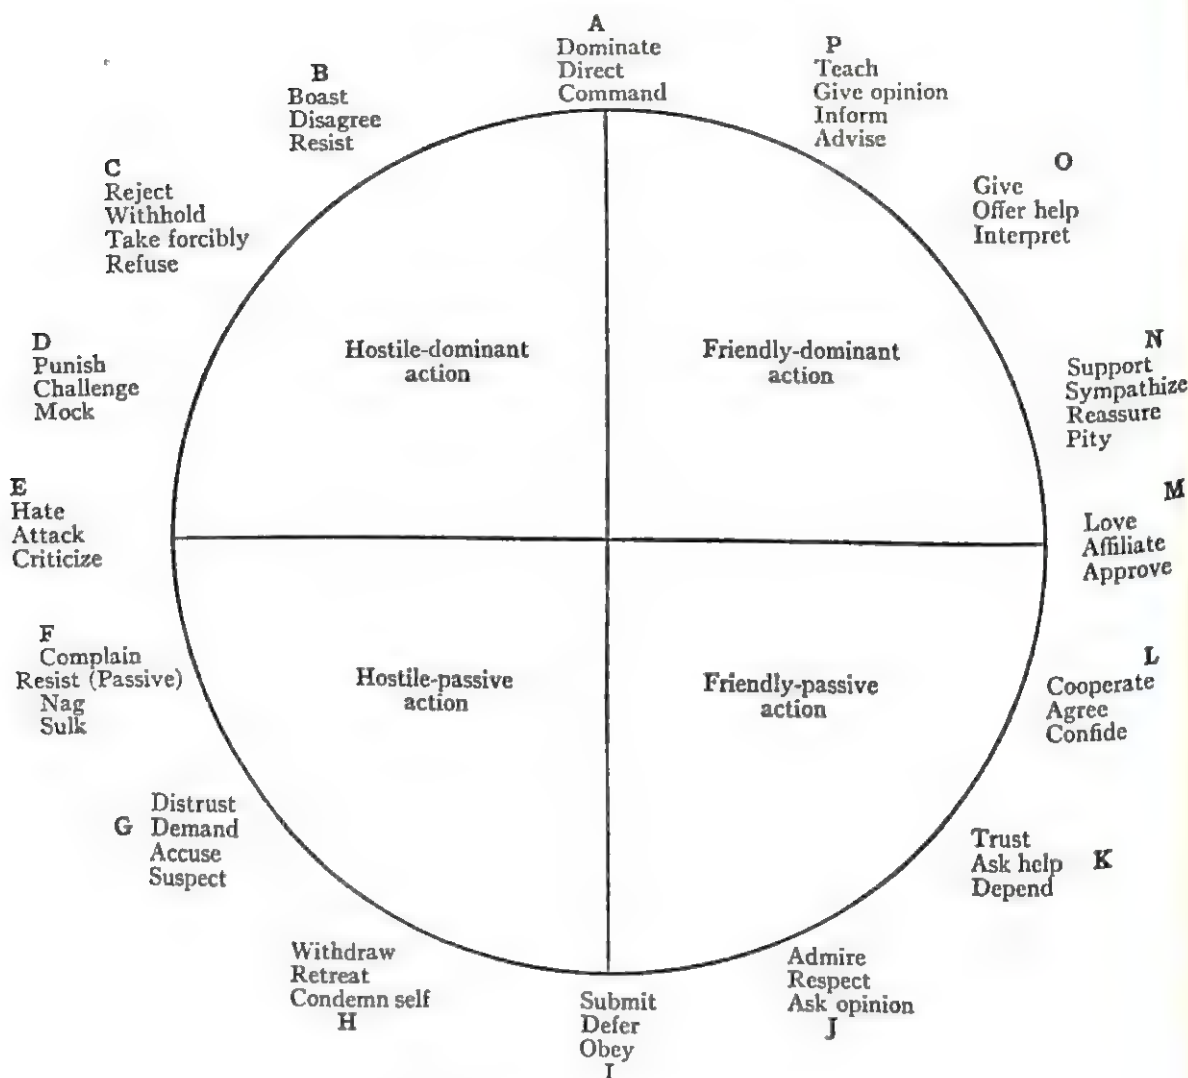 A
Dominate
Direct
Command
P
Teach
Give opinion
Inform
Advise
B
Boast
Disagree
Resist
O
Give
Offer help
Interpret
C
Reject
Withhold
Take forcibly
Refuse
D
Punish
Challenge
Mock
Hostile-dominant
action
Friendly-dominant
action
N
Support
Sympathize
Reassure
Pity
E
Hate
Attack
Criticize
M
Love
Affiliate
Approve
F
Complain
Resist (Passive)
Nag
Sulk
Hostile-passive
action
Friendly-passive
action
L
Cooperate
Agree
Confide
G
Distrust
Demand
Accuse
Suspect
Trust
Ask help
Depend
K
Withdraw
Retreat
Condemn self
H
Submit
Defer
Obey
I
Admire
Respect
Ask opinion
J